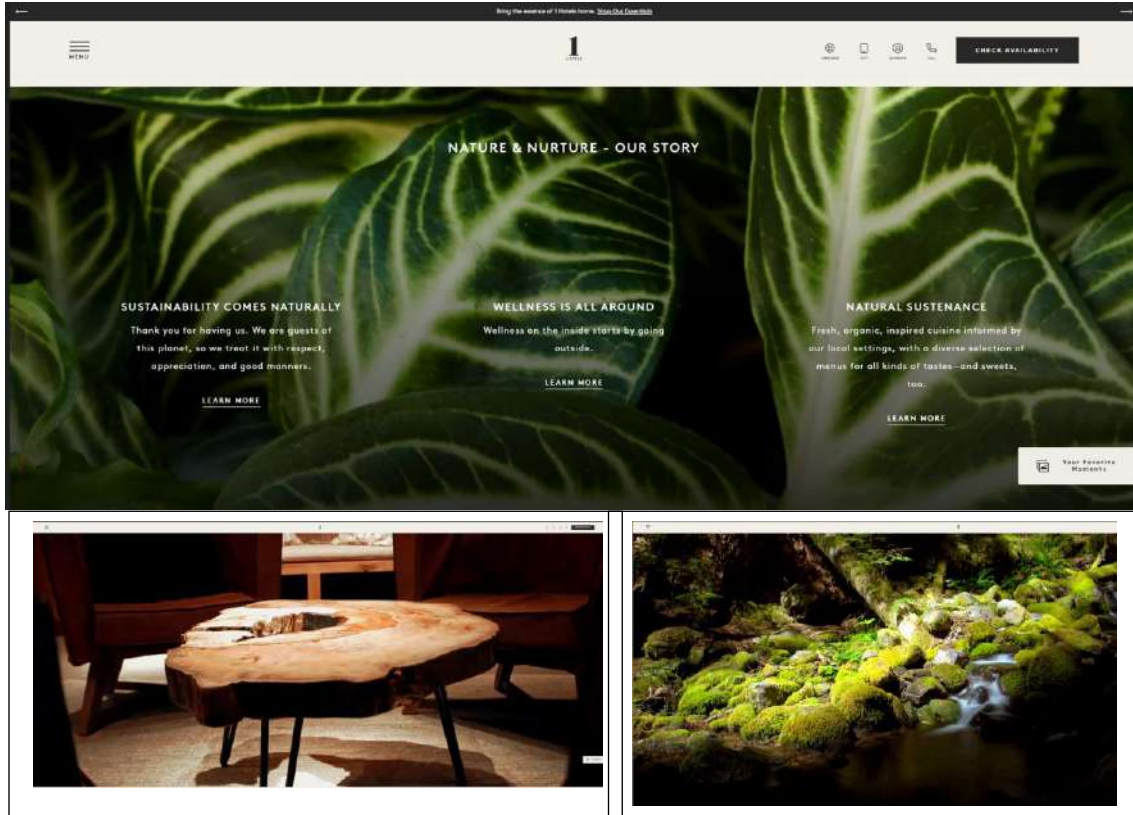 Bring the essence of 1 Hotels home. Shop Our Essentials
MENU
1
HOTELS
CALL
CHECK AVAILABILITY
NATURE & NURTURE - OUR STORY
SUSTAINABILITY COMES NATURALLY
Thank you for having us. We are guests of
this planet, so we treat it with respect,
appreciation, and good manners.
LEARN MORE
WELLNESS IS ALL AROUND
Wellness on the inside starts by going
outside.
LEARN MORE
NATURAL SUSTENANCE
Fresh, organic, inspired cuisine informed by
our local settings, with a diverse selection of
menus for all kinds of tastes—and sweets,
too.
LEARN MORE
Your Favorite
Moments